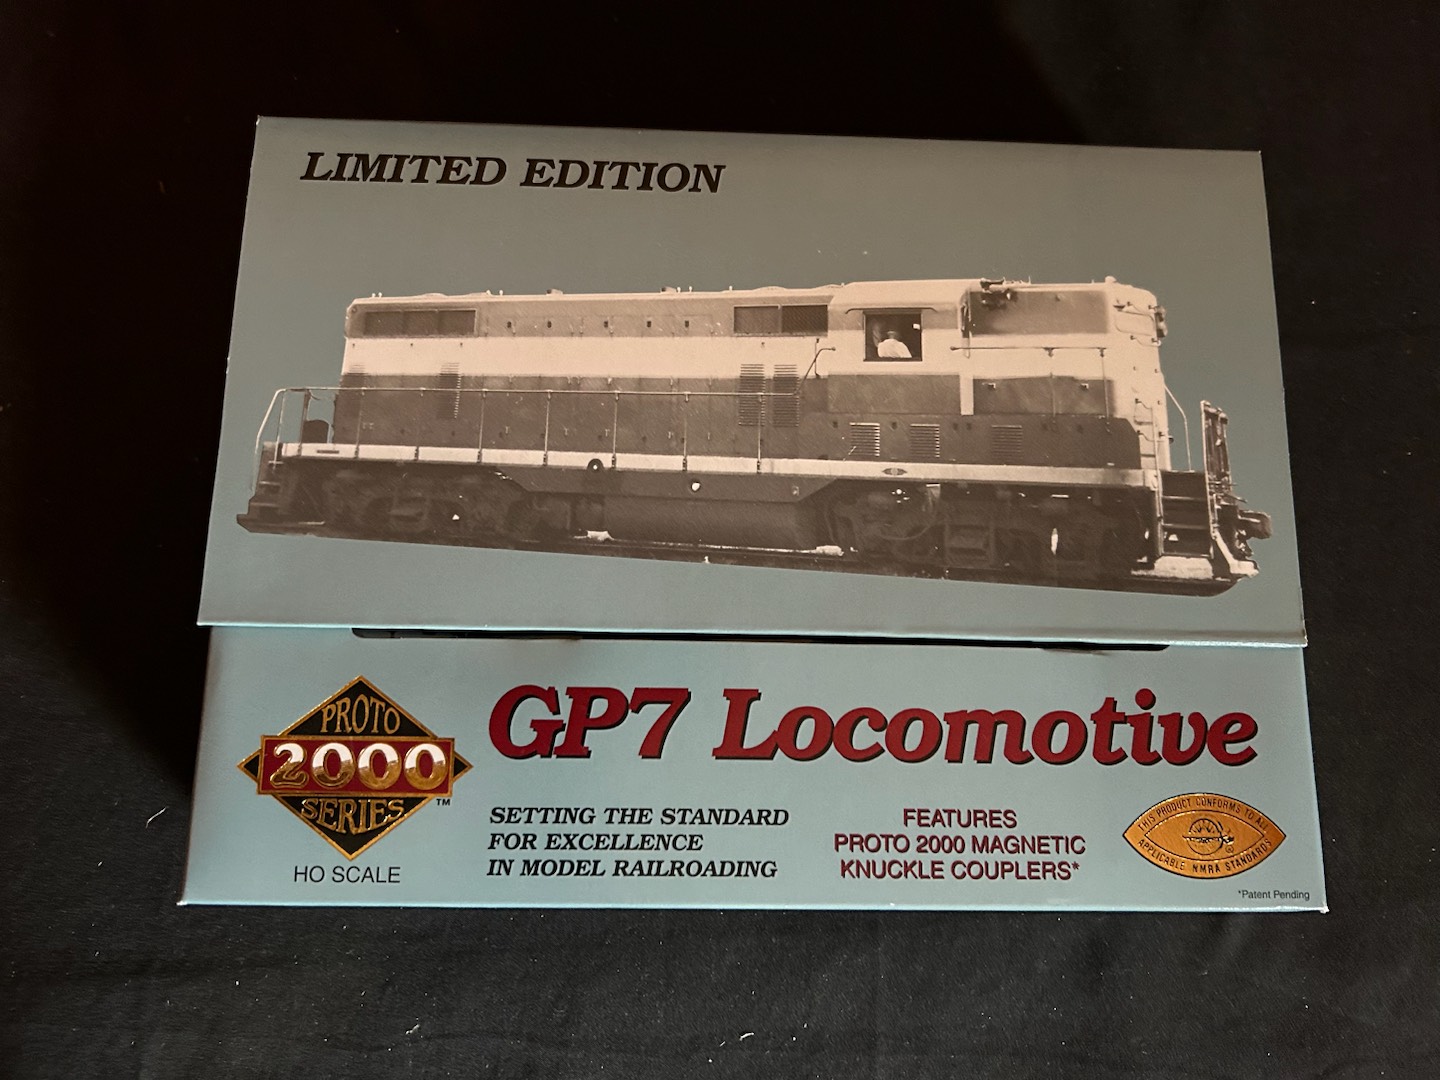 LIMITED EDITION
PROTO
2000
SERIES
™
HO SCALE
GP7 Locomotive
SETTING THE STANDARD
FOR EXCELLENCE
IN MODEL RAILROADING
FEATURES
PROTO 2000 MAGNETIC
KNUCKLE COUPLERS*
THIS PRODUCT CONFORMS TO ALL
APPLICABLE NMRA STANDARDS
®
*Patent Pending